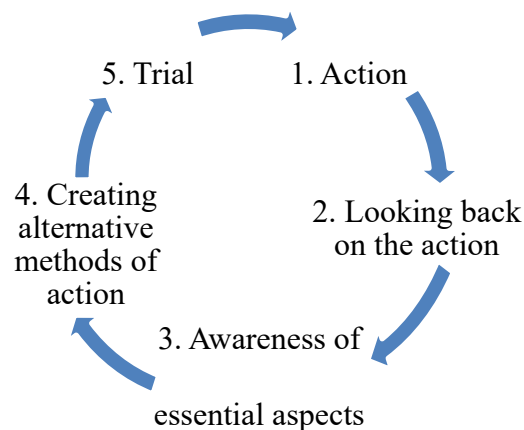 1. Action
2. Looking back
on the action
3. Awareness of
essential aspects
4. Creating
alternative
methods of
action
5. Trial